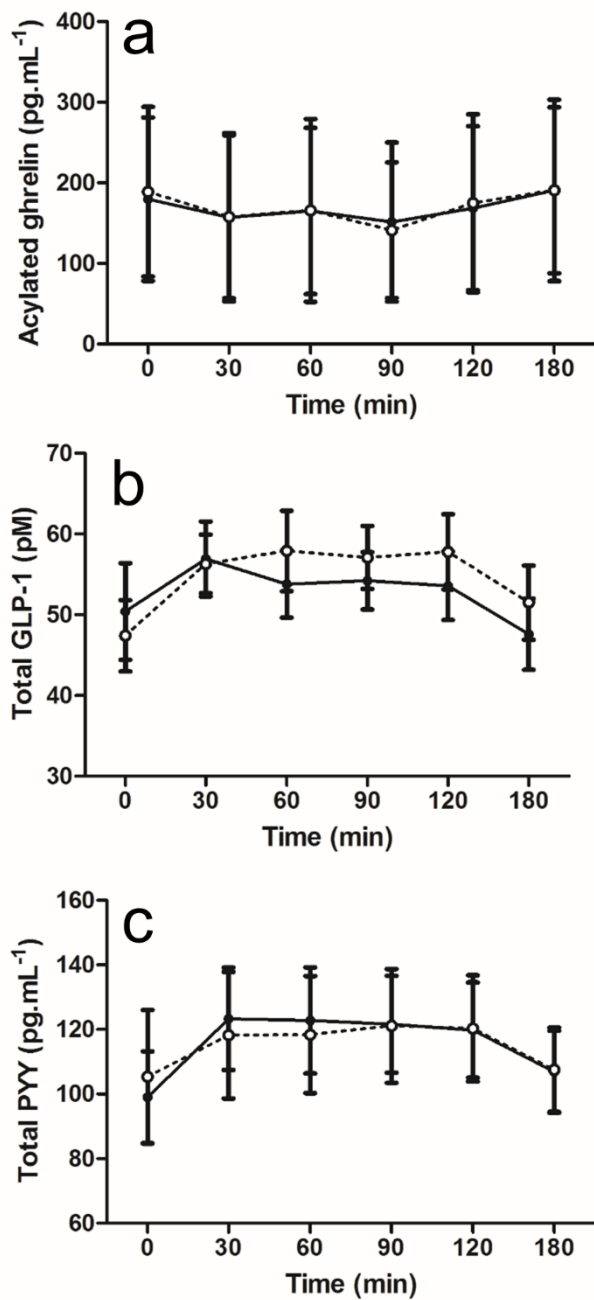 a
Acylated ghrelin (pg.mL⁻¹)
400
300
200
100
0
0 30 60 90 120 180
Time (min)
b
Total GLP-1 (pM)
70
60
50
40
30
0 30 60 90 120 180
Time (min)
c
Total PYY (pg.mL⁻¹)
160
140
120
100
80
60
0 30 60 90 120 180
Time (min)